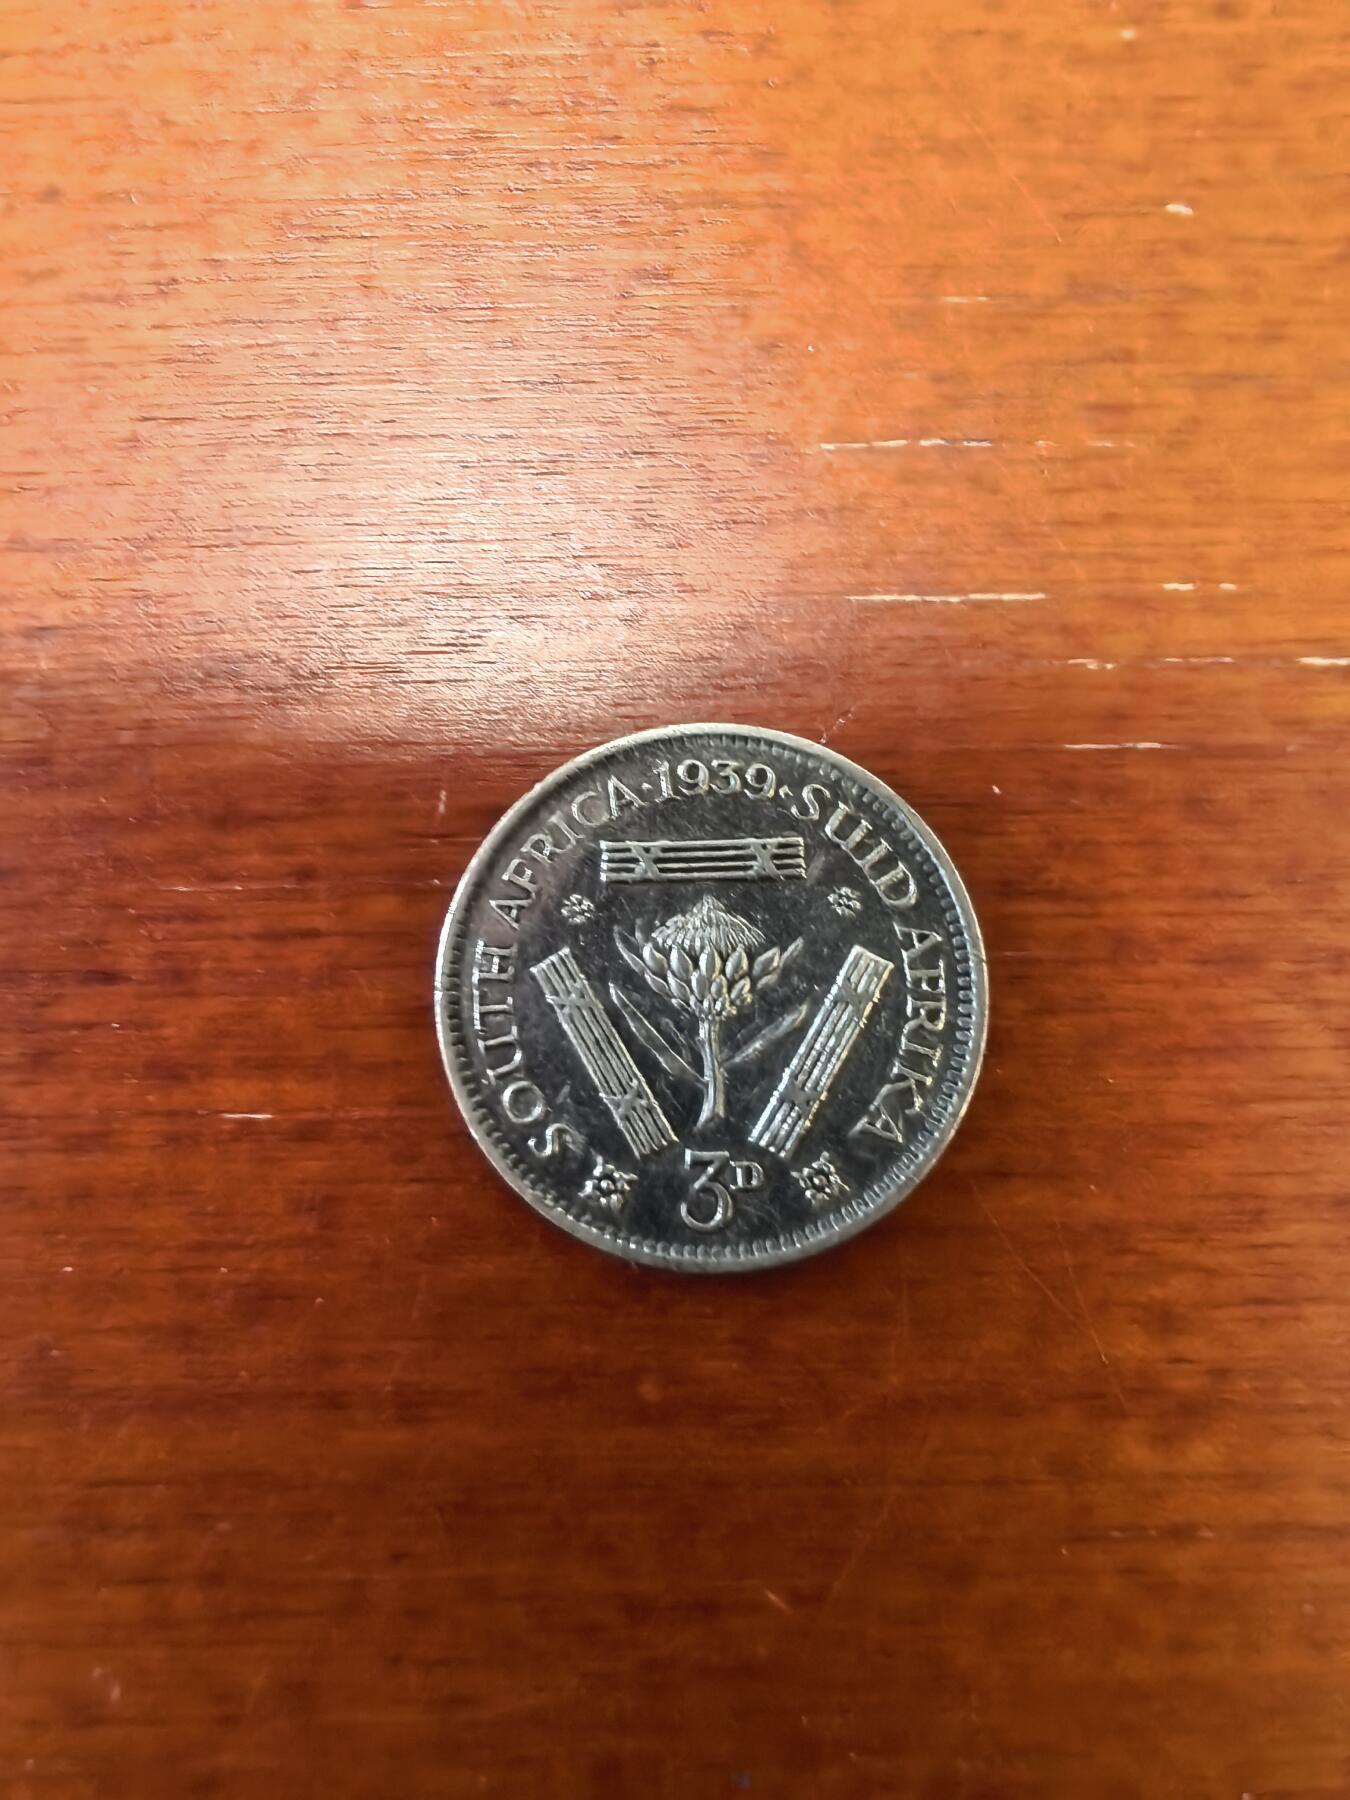 SOUTH AFRICA · 1939 · SUID AFRIKA
3D